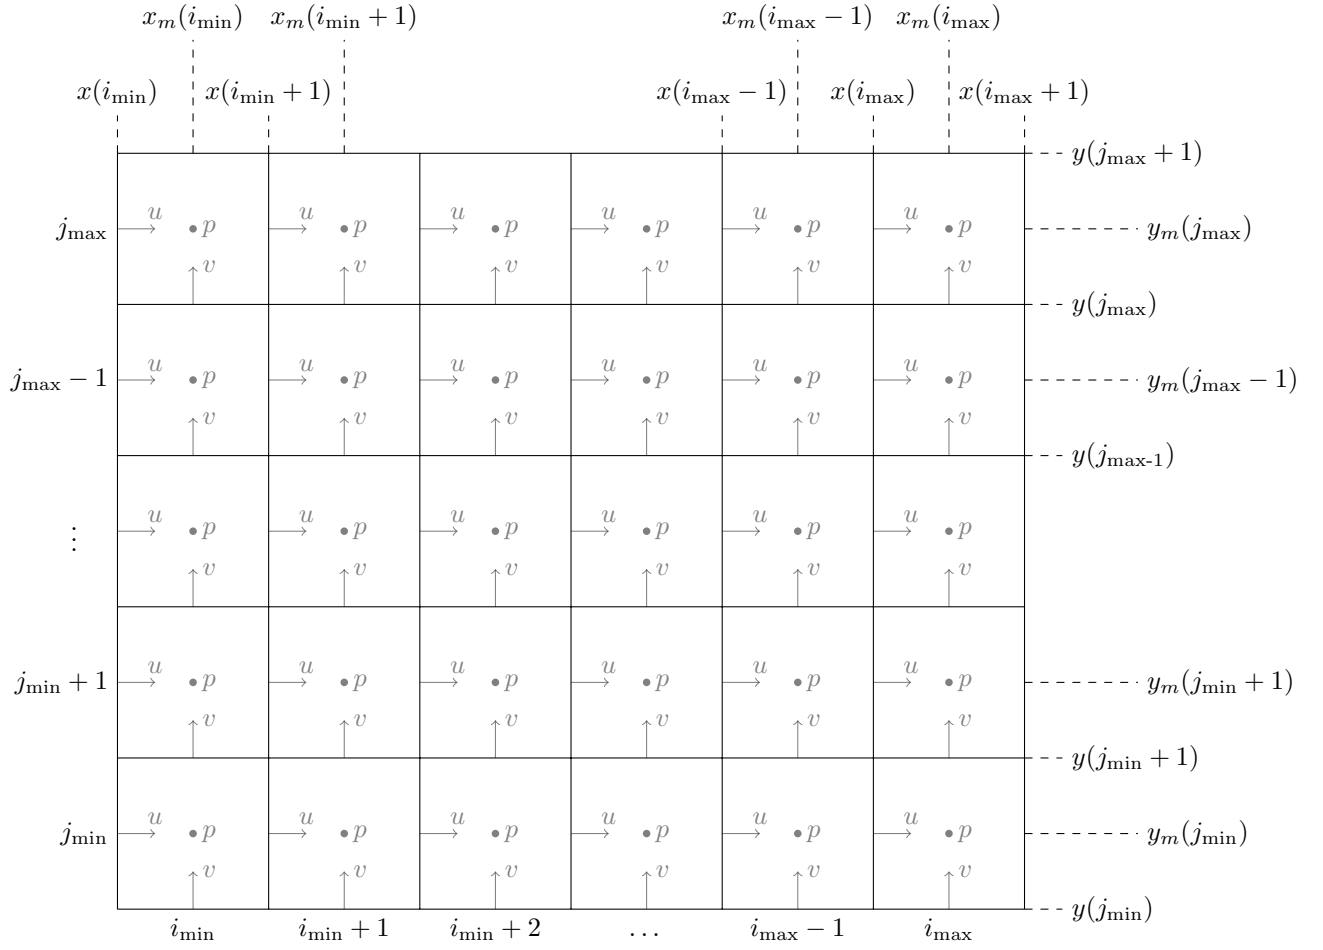 x_m(i_min) x_m(i_min + 1) x_m(i_max − 1) x_m(i_max)
x(i_min) x(i_min + 1) x(i_max − 1) x(i_max) x(i_max + 1)
y(j_max + 1)
u u u u u u
j_max p p p p p p y_m(j_max)
v v v v v v
y(j_max)
u u u u u u
j_max − 1 p p p p p p y_m(j_max − 1)
v v v v v v
y(j_max-1)
u u u u u u
⋮ p p p p p p
v v v v v v
u u u u u u
j_min + 1 p p p p p p y_m(j_min + 1)
v v v v v v
y(j_min + 1)
u u u u u u
j_min p p p p p p y_m(j_min)
v v v v v v
y(j_min)
i_min i_min + 1 i_min + 2 … i_max − 1 i_max